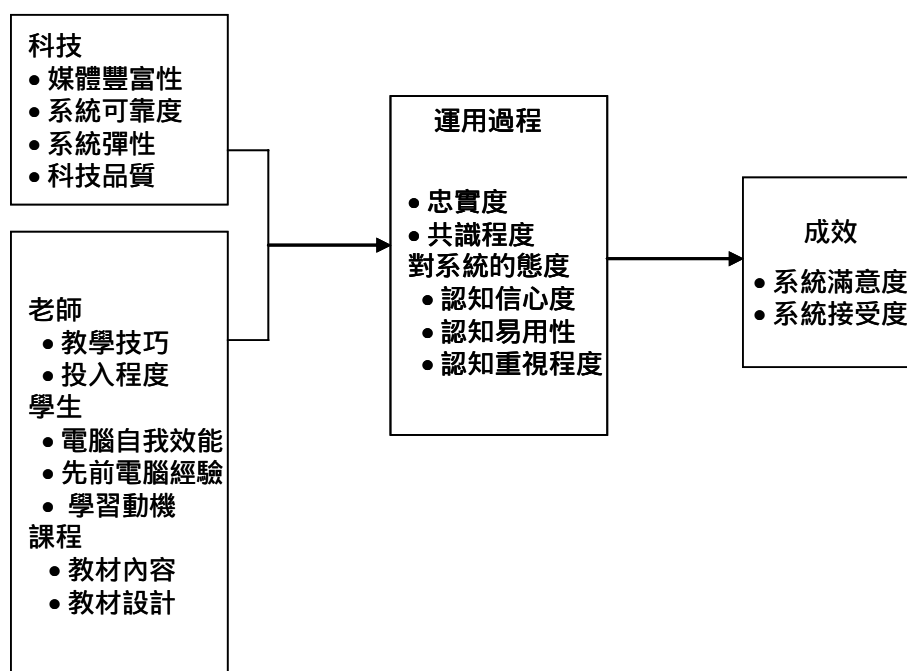 科技
• 媒體豐富性
• 系統可靠度
• 系統彈性
• 科技品質
老師
• 教學技巧
• 投入程度
學生
• 電腦自我效能
• 先前電腦經驗
• 學習動機
課程
• 教材內容
• 教材設計
運用過程
• 忠實度
• 共識程度
對系統的態度
• 認知信心度
• 認知易用性
• 認知重視程度
成效
• 系統滿意度
• 系統接受度